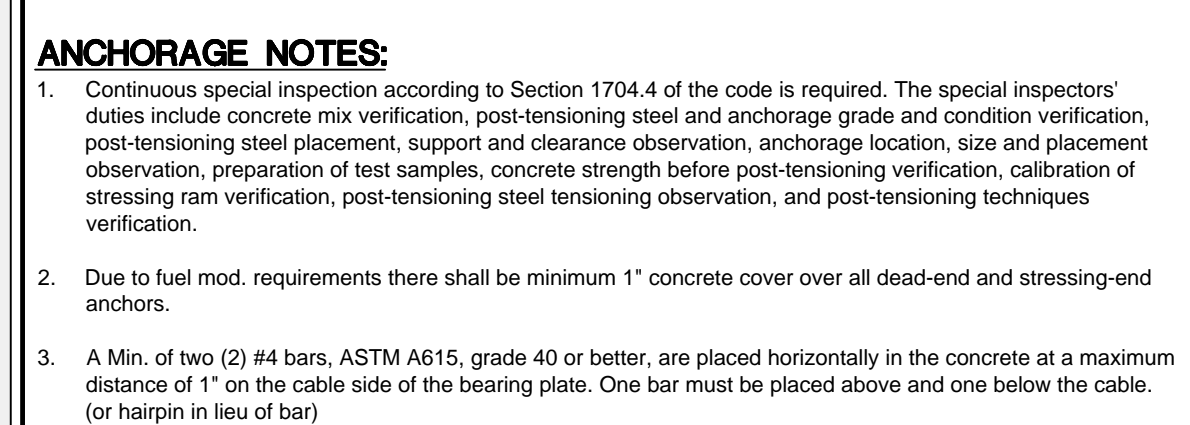 ANCHORAGE NOTES:
1. Continuous special inspection according to Section 1704.4 of the code is required. The special inspectors'
duties include concrete mix verification, post-tensioning steel and anchorage grade and condition verification,
post-tensioning steel placement, support and clearance observation, anchorage location, size and placement
observation, preparation of test samples, concrete strength before post-tensioning verification, calibration of
stressing ram verification, post-tensioning steel tensioning observation, and post-tensioning techniques
verification.
2. Due to fuel mod. requirements there shall be minimum 1" concrete cover over all dead-end and stressing-end
anchors.
3. A Min. of two (2) #4 bars, ASTM A615, grade 40 or better, are placed horizontally in the concrete at a maximum
distance of 1" on the cable side of the bearing plate. One bar must be placed above and one below the cable.
(or hairpin in lieu of bar)